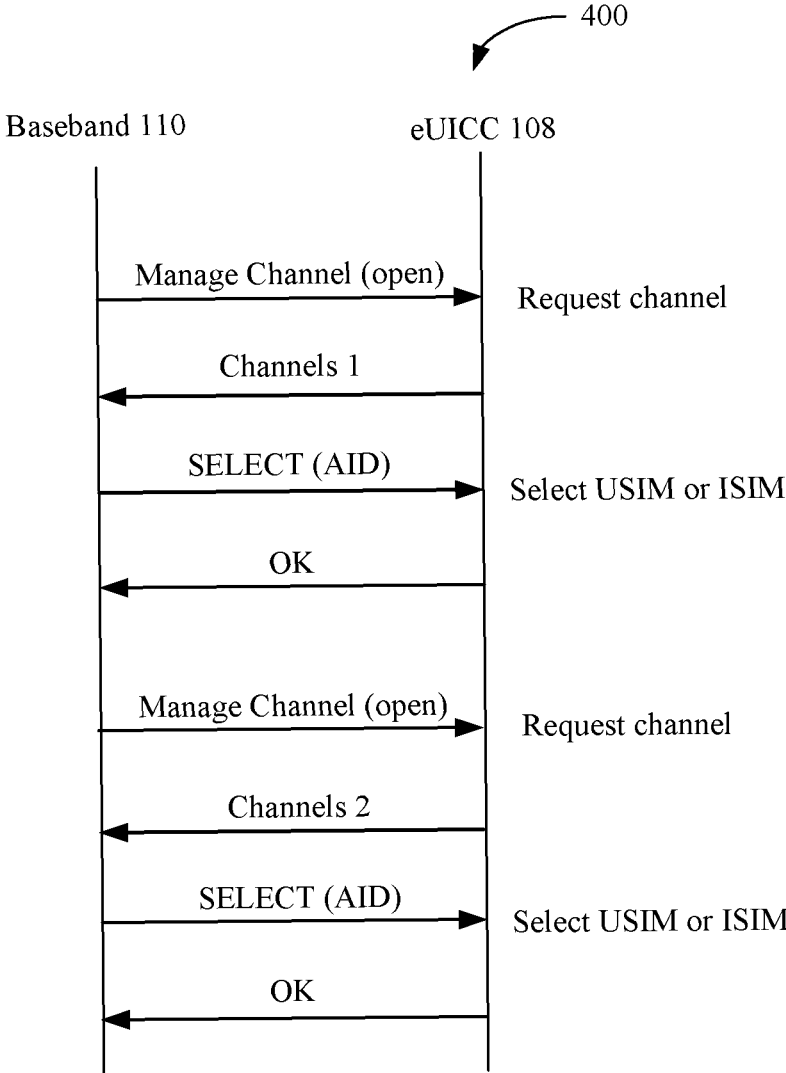 400
Baseband 110
eUICC 108
Manage Channel (open)
Request channel
Channels 1
SELECT (AID)
Select USIM or ISIM
OK
Manage Channel (open)
Request channel
Channels 2
SELECT (AID)
Select USIM or ISIM
OK